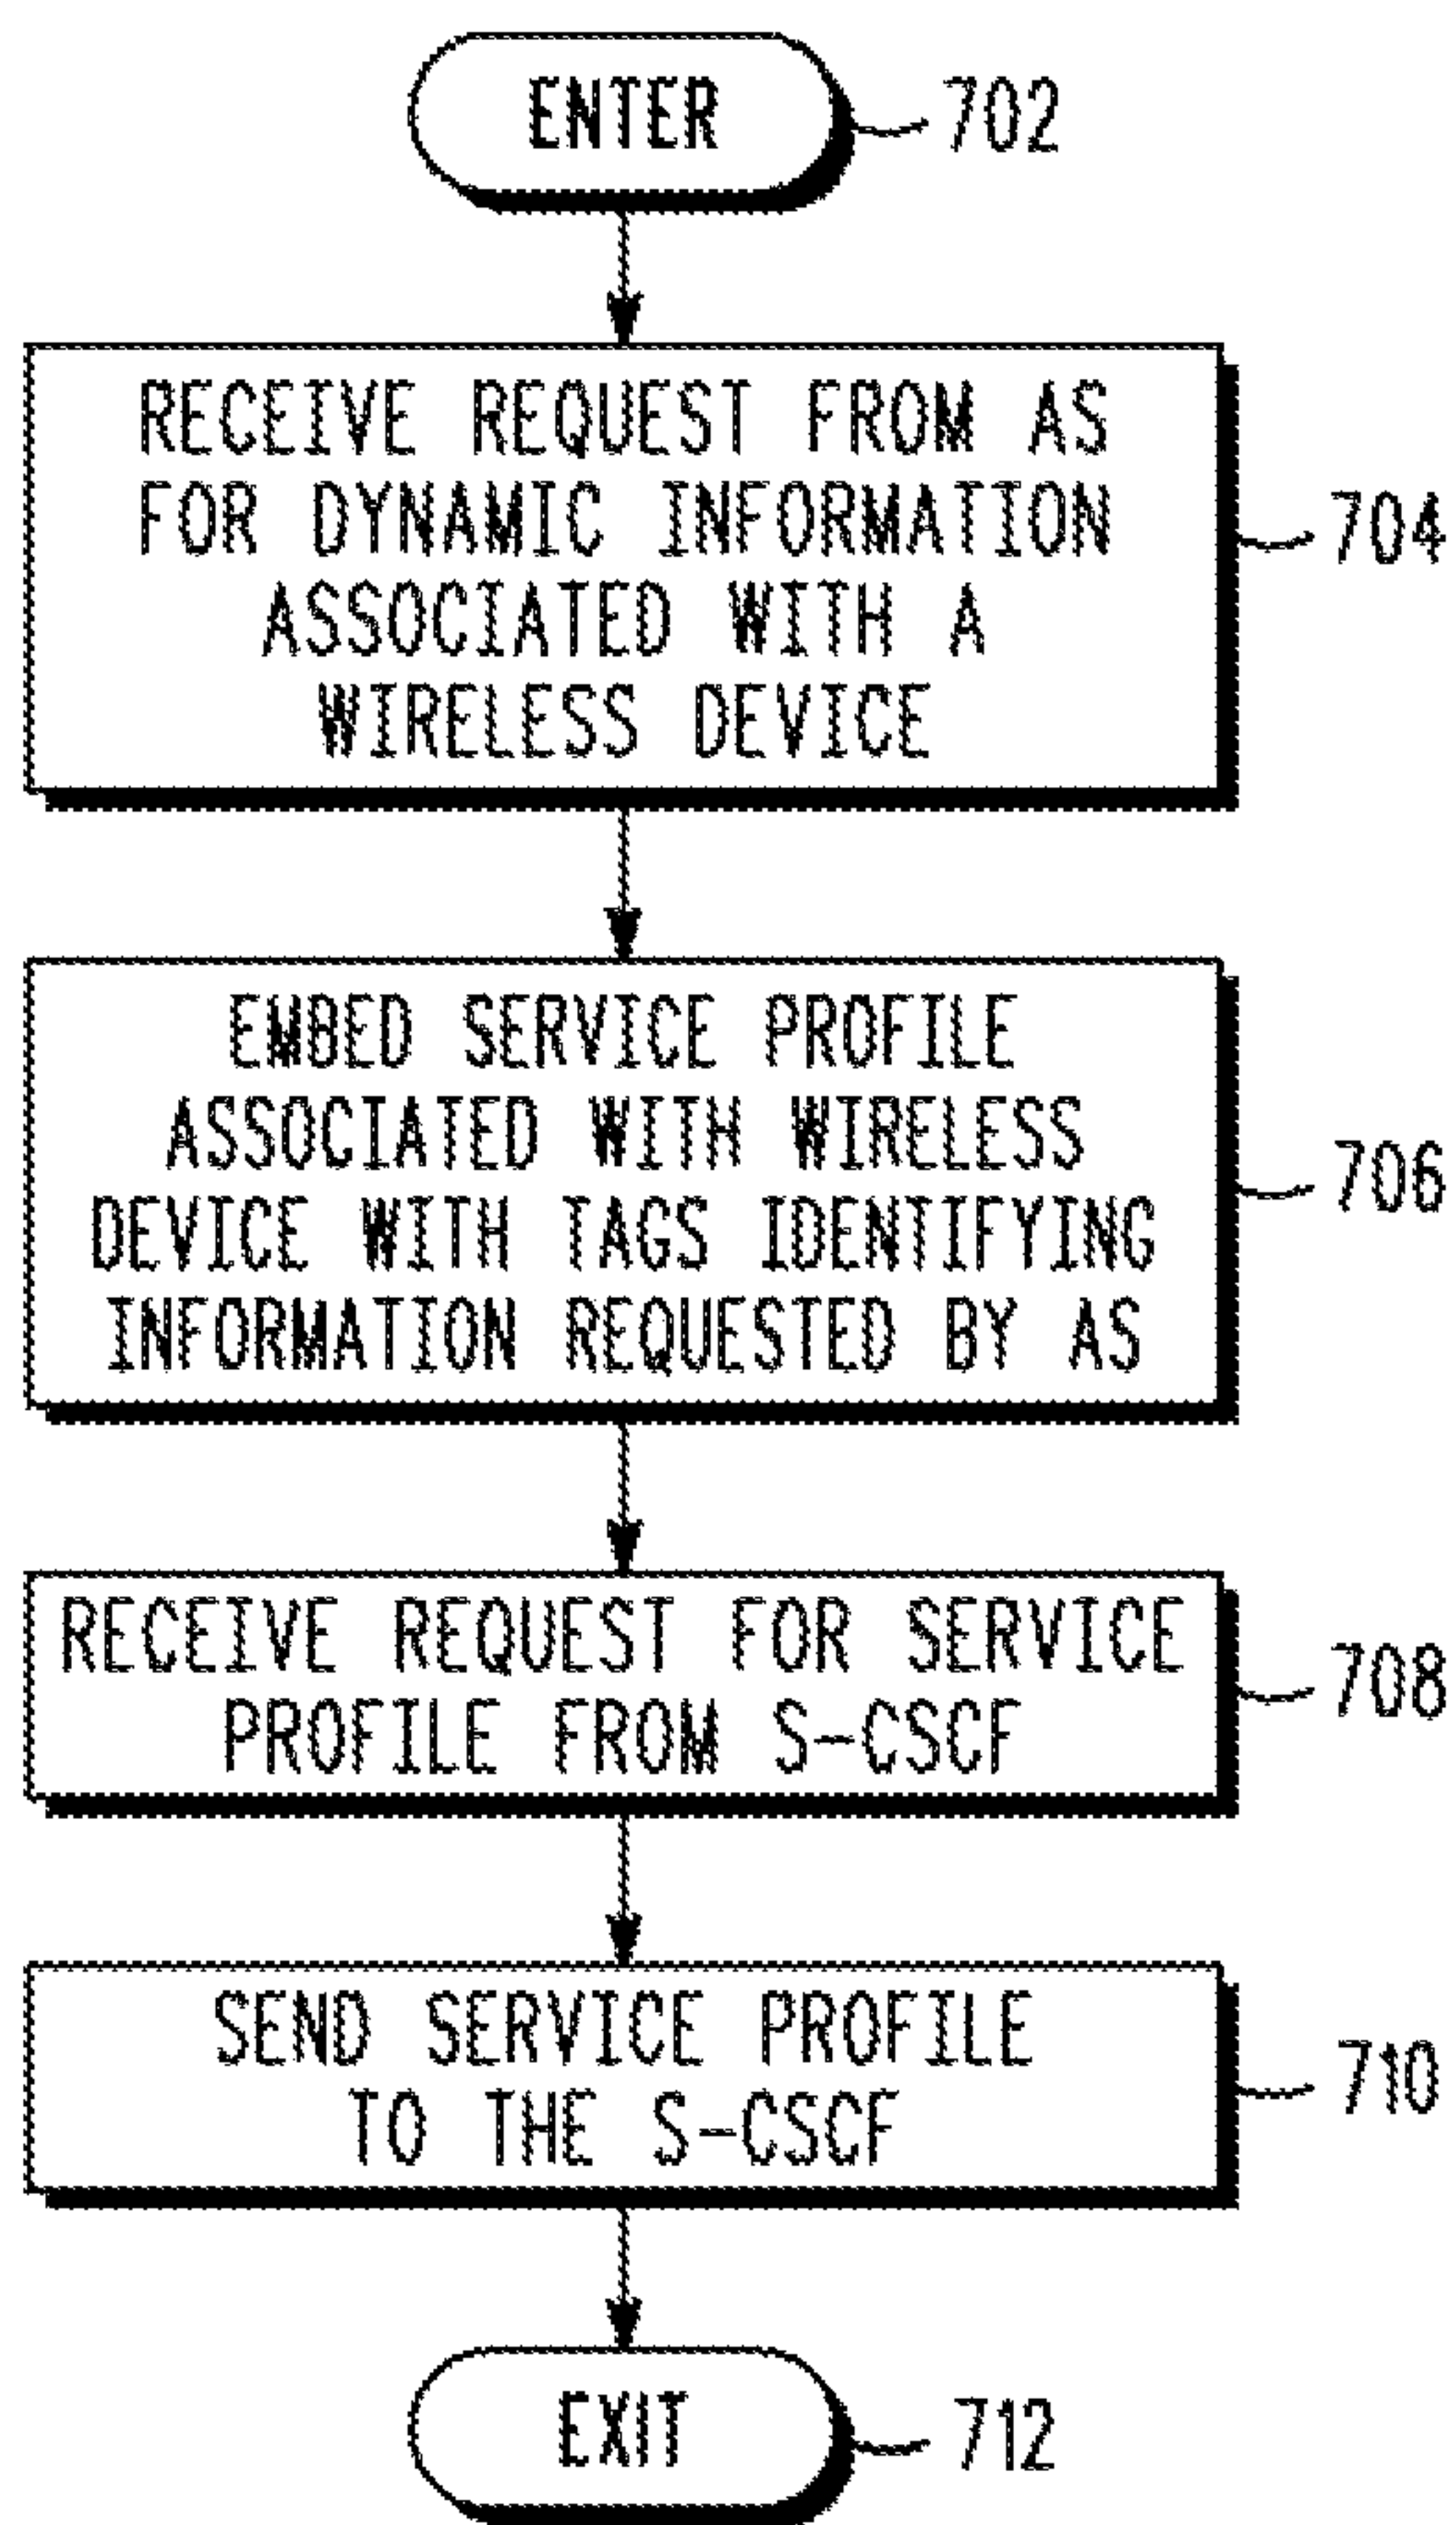 ENTER
702
RECEIVE REQUEST FROM AS
FOR DYNAMIC INFORMATION
ASSOCIATED WITH A
WIRELESS DEVICE
704
EMBED SERVICE PROFILE
ASSOCIATED WITH WIRELESS
DEVICE WITH TAGS IDENTIFYING
INFORMATION REQUESTED BY AS
706
RECEIVE REQUEST FOR SERVICE
PROFILE FROM S-CSCF
708
SEND SERVICE PROFILE
TO THE S-CSCF
710
EXIT
712